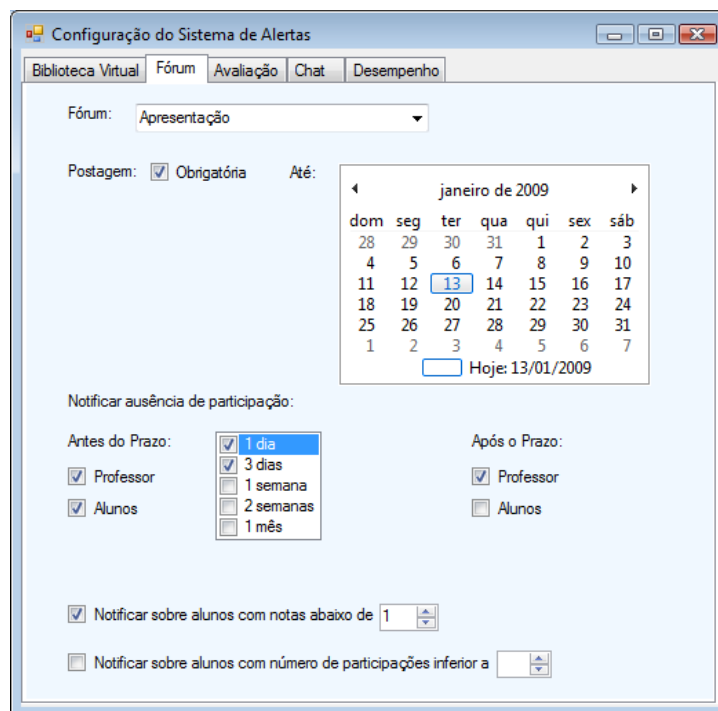 Configuração do Sistema de Alertas
Biblioteca Virtual Fórum Avaliação Chat Desempenho
Fórum: Apresentação
Postagem: Obrigatória Até:
janeiro de 2009
dom seg ter qua qui sex sáb
28 29 30 31 1 2 3
4 5 6 7 8 9 10
11 12 13 14 15 16 17
18 19 20 21 22 23 24
25 26 27 28 29 30 31
1 2 3 4 5 6 7
Hoje: 13/01/2009
Notificar ausência de participação:
Antes do Prazo:
Professor
Alunos
1 dia
3 dias
1 semana
2 semanas
1 mês
Após o Prazo:
Professor
Alunos
Notificar sobre alunos com notas abaixo de 1
Notificar sobre alunos com número de participações inferior a